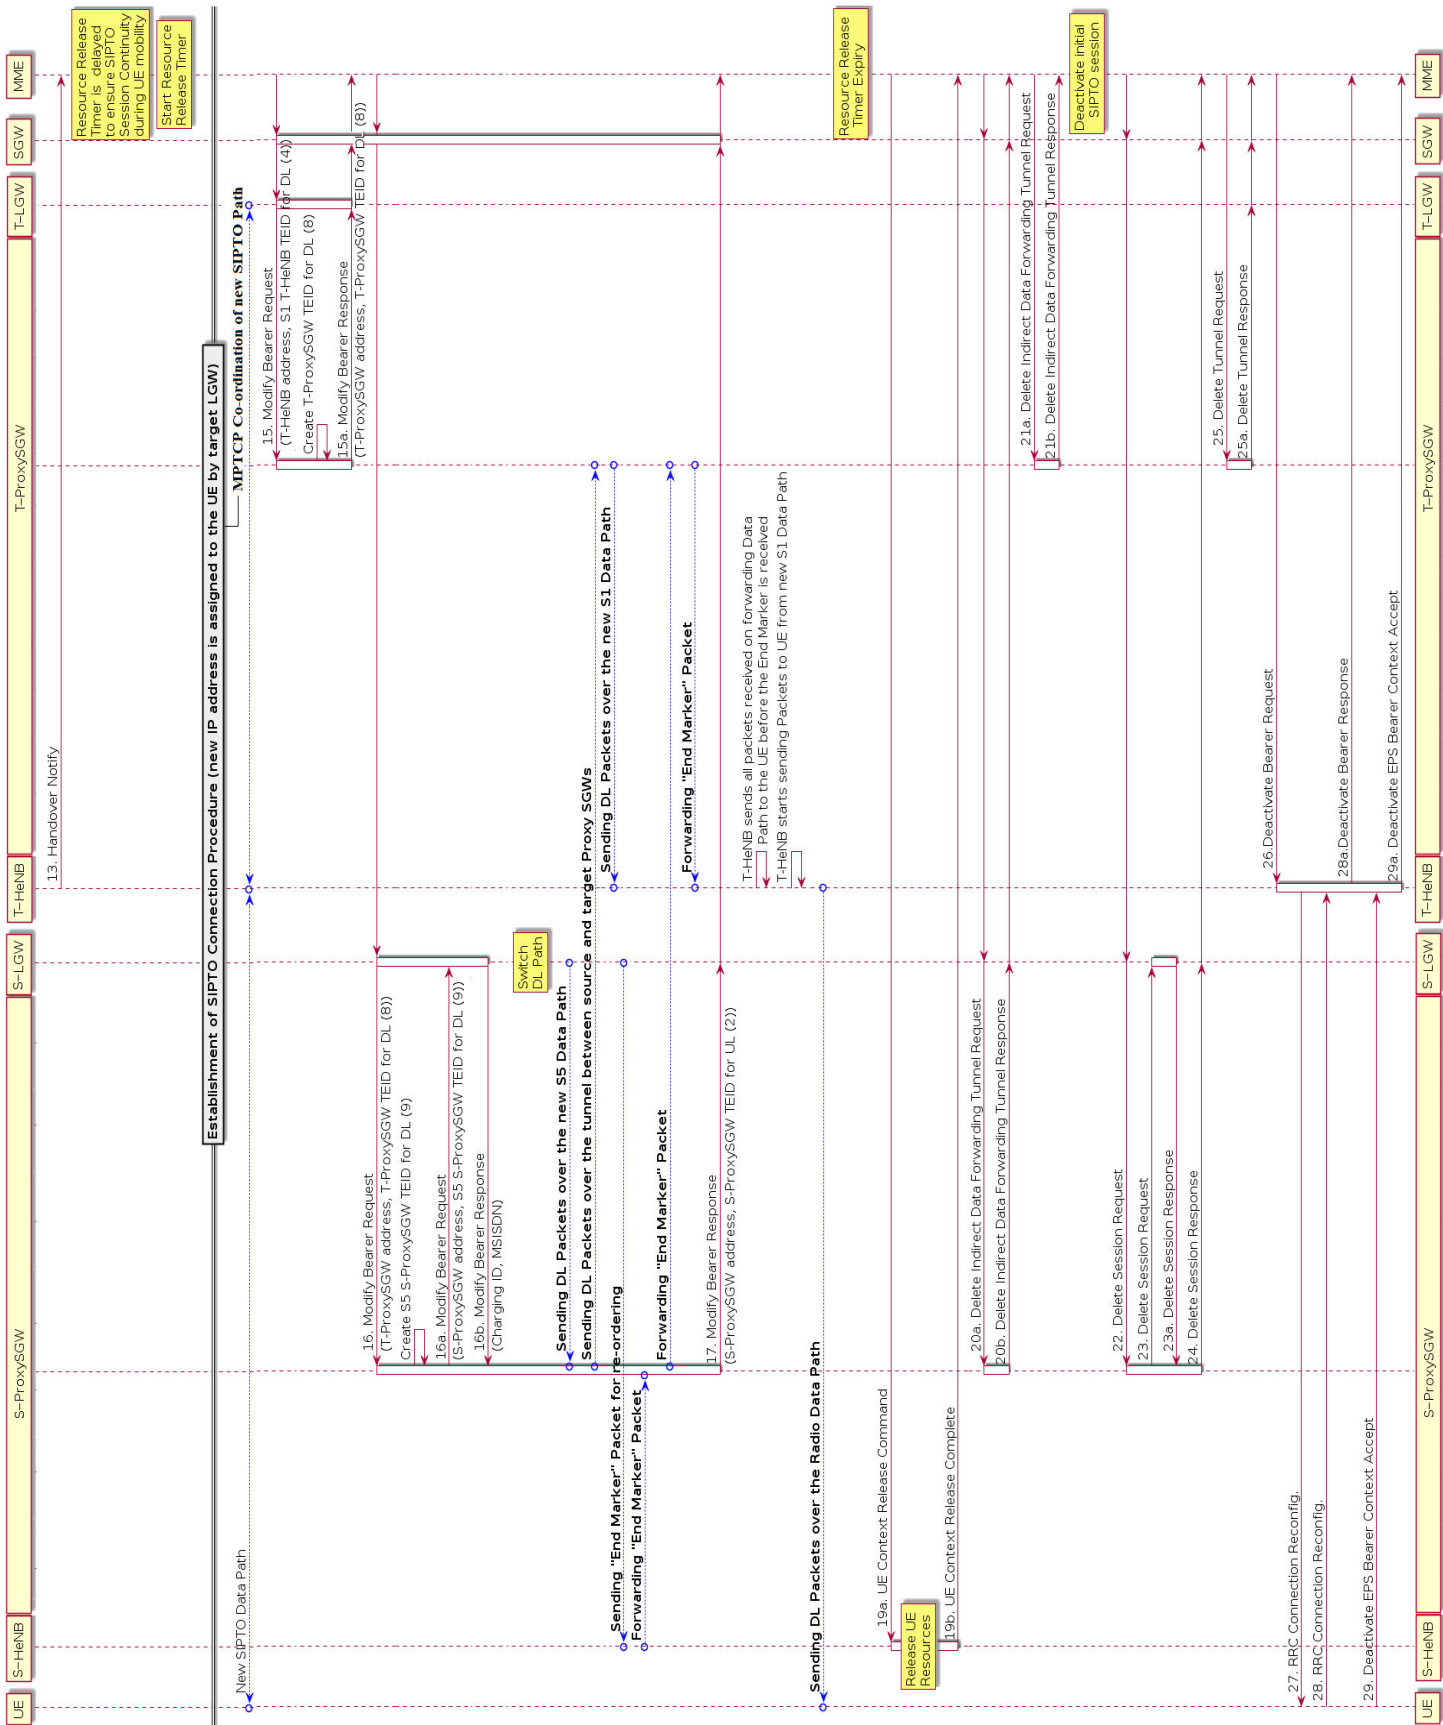 UE
S-HeNB
S-ProxySGW
S-LGW
T-HeNB
T-ProxySGW
T-LGW
SGW
MME
13. Handover Notify
Resource Release
Timer is delayed
to ensure SIPTO
Session Continuity
during UE mobility
Start Resource
Release Timer
Establishment of SIPTO Connection Procedure (new IP address is assigned to the UE by target LGW)
MPTCP Co-ordination of new SIPTO Path
New SIPTO Data Path
15. Modify Bearer Request
(T-HeNB address, S1 T-HeNB TEID for DL (4))
Create T-ProxySGW TEID for DL (8)
15a. Modify Bearer Response
(T-ProxySGW address, T-ProxySGW TEID for DL (8))
16. Modify Bearer Request
(T-ProxySGW address, T-ProxySGW TEID for DL (8))
Create S5 S-ProxySGW TEID for DL (9)
16a. Modify Bearer Request
(S-ProxySGW address, S5 S-ProxySGW TEID for DL (9))
16b. Modify Bearer Response
(Charging ID, MSISDN)
Switch
DL Path
Sending DL Packets over the new S5 Data Path
Sending DL Packets over the tunnel between source and target Proxy SGWs
Sending DL Packets over the new S1 Data Path
Sending "End Marker" Packet for re-ordering
Forwarding "End Marker" Packet
Forwarding "End Marker" Packet
Forwarding "End Marker" Packet
17. Modify Bearer Response
(S-ProxySGW address, S-ProxySGW TEID for UL (2))
T-HeNB sends all packets received on forwarding Data
Path to the UE before the End Marker is received
T-HeNB starts sending Packets to UE from new S1 Data Path
Sending DL Packets over the Radio Data Path
Resource Release
Timer Expiry
19a. UE Context Release Command
Release UE
Resources
19b. UE Context Release Complete
20a. Delete Indirect Data Forwarding Tunnel Request
20b. Delete Indirect Data Forwarding Tunnel Response
21a. Delete Indirect Data Forwarding Tunnel Request
21b. Delete Indirect Data Forwarding Tunnel Response
Deactivate initial
SIPTO session
22. Delete Session Request
23. Delete Session Request
23a. Delete Session Response
24. Delete Session Response
25. Delete Tunnel Request
25a. Delete Tunnel Response
26.Deactivate Bearer Request
27. RRC Connection Reconfig.
28. RRC Connection Reconfig.
28a.Deactivate Bearer Response
29. Deactivate EPS Bearer Context Accept
29a. Deactivate EPS Bearer Context Accept
UE
S-HeNB
S-ProxySGW
S-LGW
T-HeNB
T-ProxySGW
T-LGW
SGW
MME